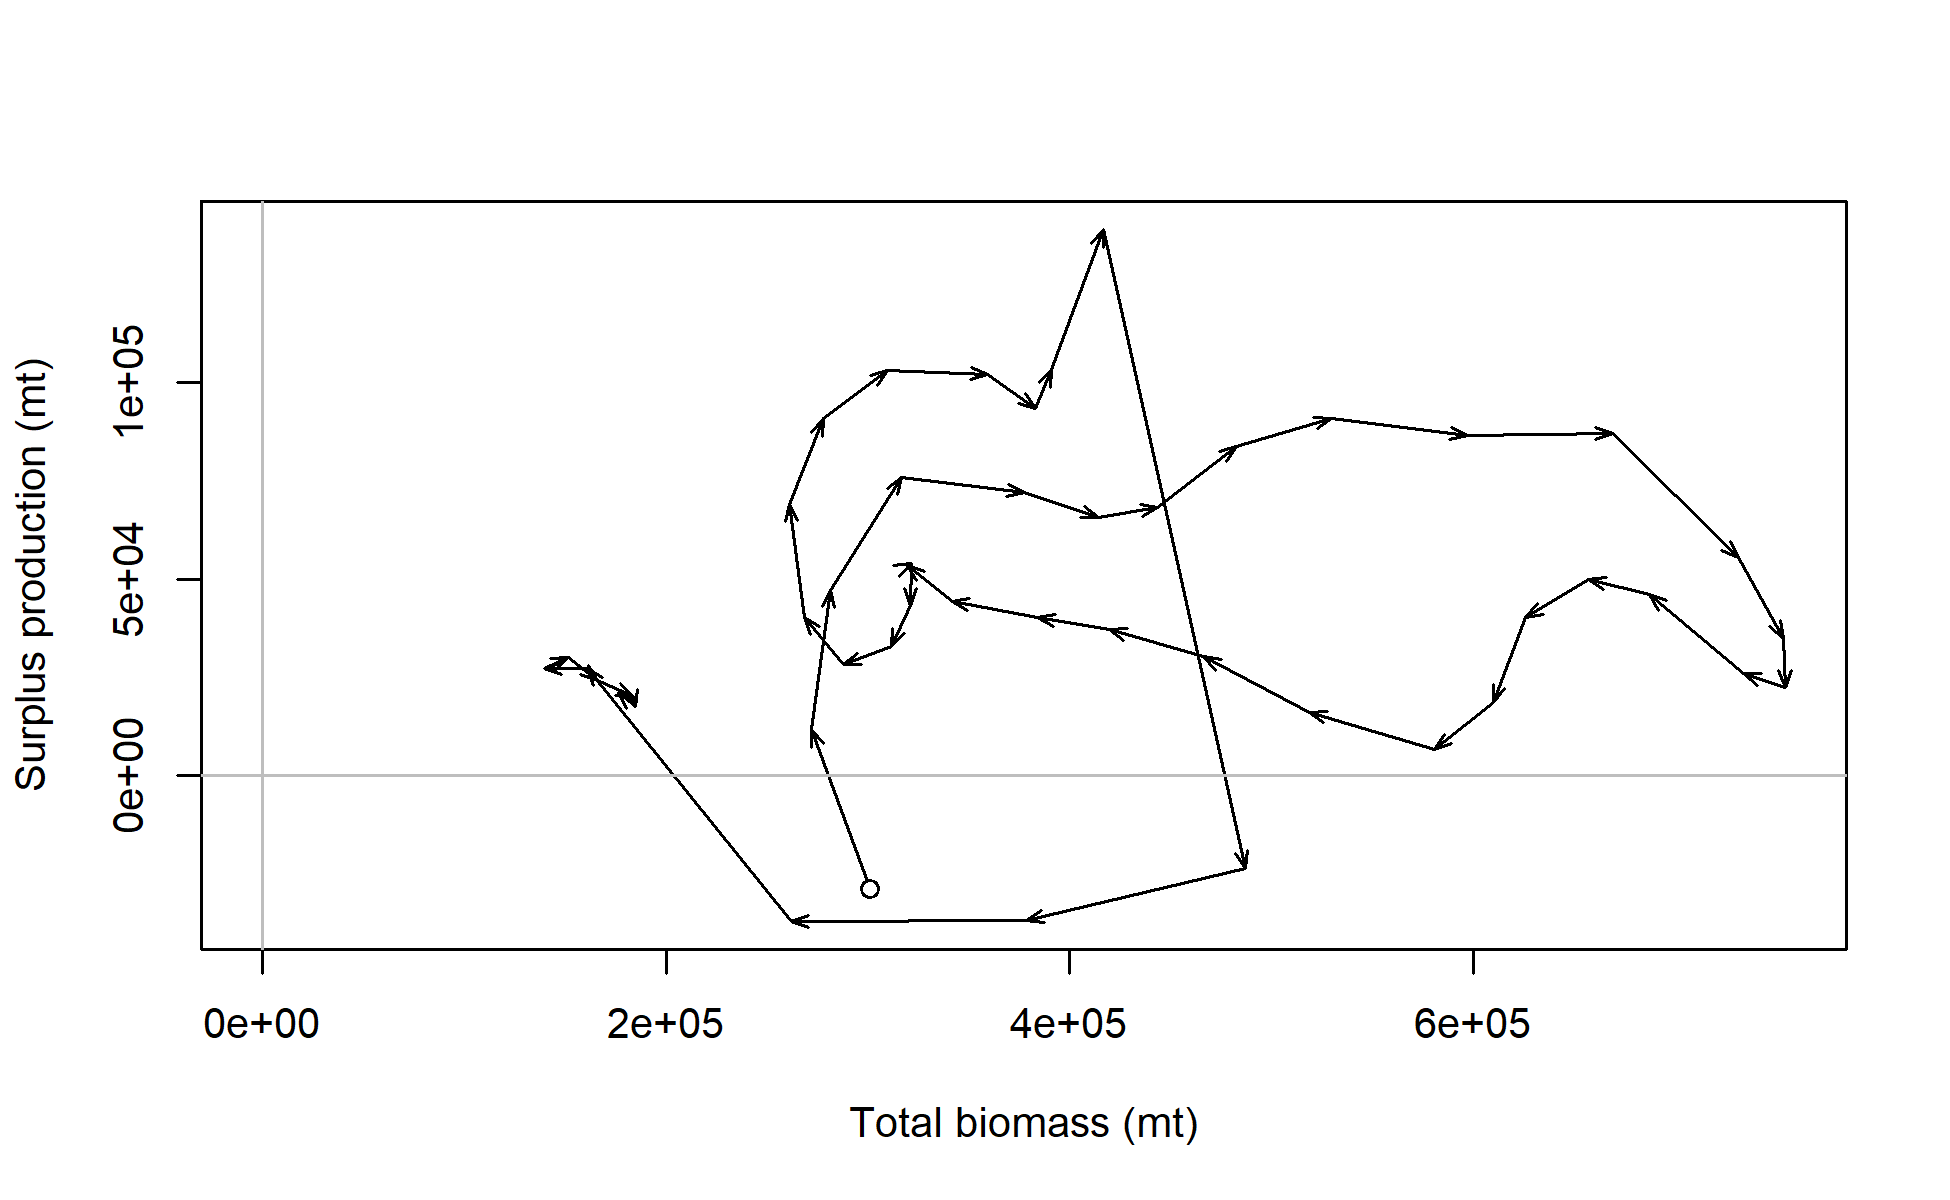 Surplus production (mt)
1e+05
5e+04
0e+00
0e+00 2e+05 4e+05 6e+05
Total biomass (mt)